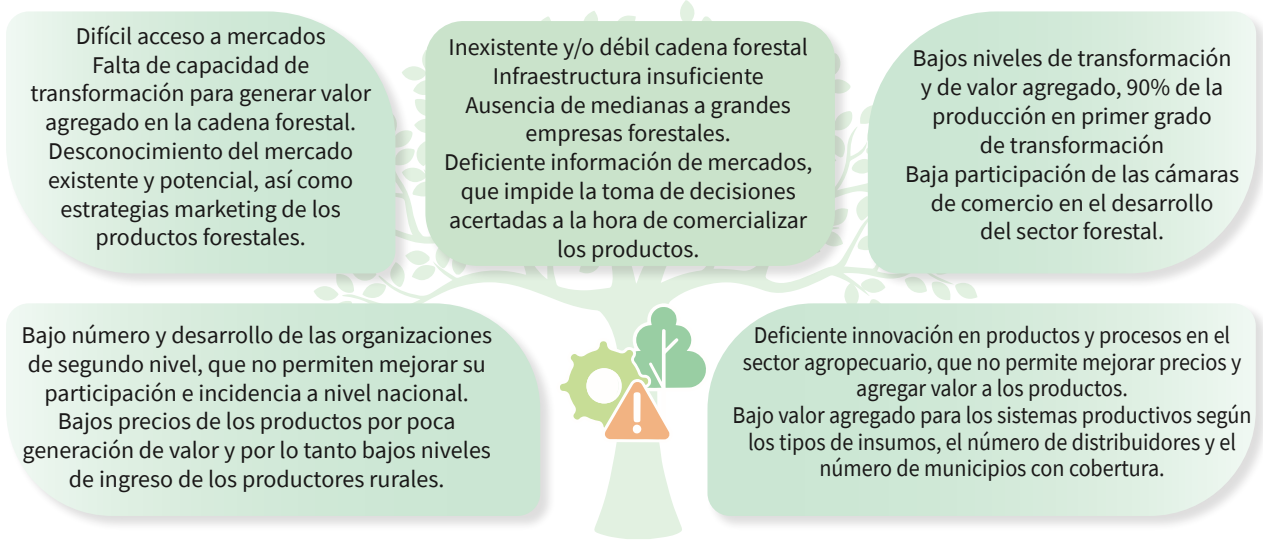 Difícil acceso a mercados
Falta de capacidad de
transformación para generar valor
agregado en la cadena forestal.
Desconocimiento del mercado
existente y potencial, así como
estrategias marketing de los
productos forestales.
Inexistente y/o débil cadena forestal
Infraestructura insuficiente
Ausencia de medianas a grandes
empresas forestales.
Deficiente información de mercados,
que impide la toma de decisiones
acertadas a la hora de comercializar
los productos.
Bajos niveles de transformación
y de valor agregado, 90% de la
producción en primer grado
de transformación
Baja participación de las cámaras
de comercio en el desarrollo
del sector forestal.
Bajo número y desarrollo de las organizaciones
de segundo nivel, que no permiten mejorar su
participación e incidencia a nivel nacional.
Bajos precios de los productos por poca
generación de valor y por lo tanto bajos niveles
de ingreso de los productores rurales.
Deficiente innovación en productos y procesos en el
sector agropecuario, que no permite mejorar precios y
agregar valor a los productos.
Bajo valor agregado para los sistemas productivos según
los tipos de insumos, el número de distribuidores y el
número de municipios con cobertura.